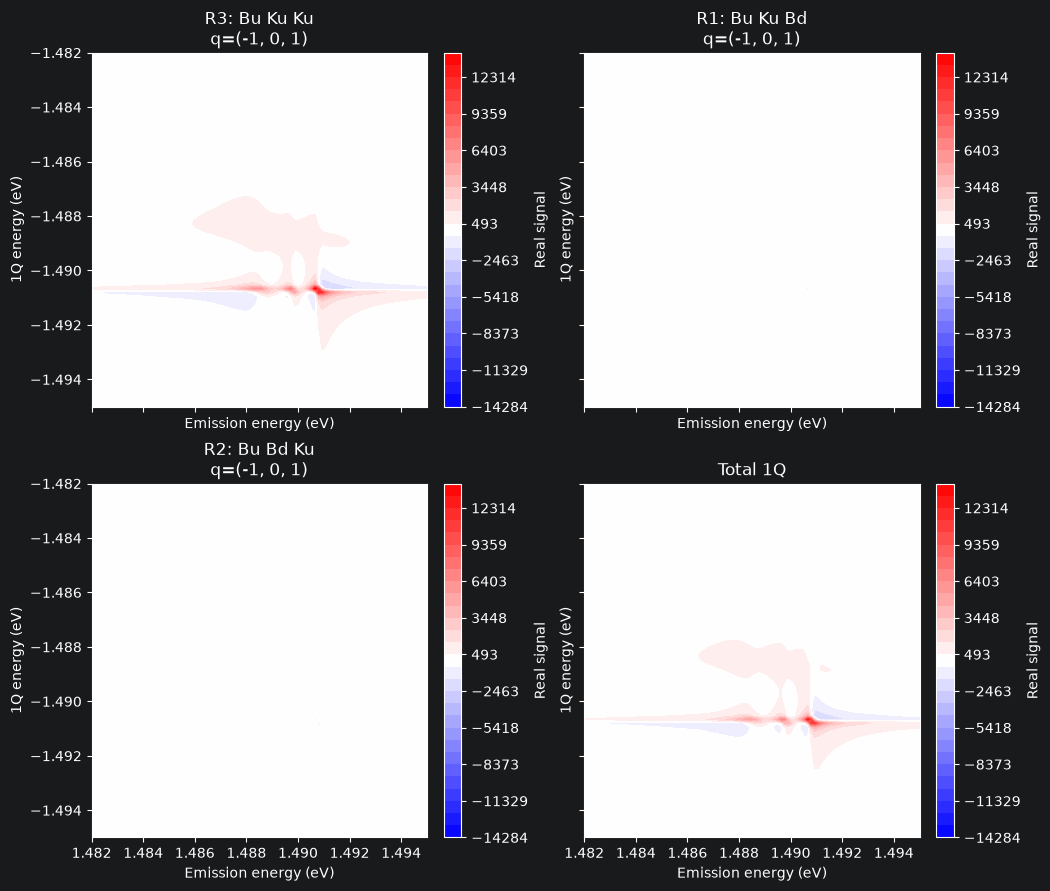 R3: Bu Ku Ku
q=(-1, 0, 1)
−1.482
−1.484
−1.486
−1.488
−1.490
−1.492
−1.494
1Q energy (eV)
Emission energy (eV)
12314
9359
6403
3448
493
−2463
−5418
−8373
−11329
−14284
Real signal
R1: Bu Ku Bd
q=(-1, 0, 1)
1Q energy (eV)
Emission energy (eV)
12314
9359
6403
3448
493
−2463
−5418
−8373
−11329
−14284
Real signal
R2: Bu Bd Ku
q=(-1, 0, 1)
−1.482
−1.484
−1.486
−1.488
−1.490
−1.492
−1.494
1Q energy (eV)
1.482 1.484 1.486 1.488 1.490 1.492 1.494
Emission energy (eV)
12314
9359
6403
3448
493
−2463
−5418
−8373
−11329
−14284
Real signal
Total 1Q
1Q energy (eV)
1.482 1.484 1.486 1.488 1.490 1.492 1.494
Emission energy (eV)
12314
9359
6403
3448
493
−2463
−5418
−8373
−11329
−14284
Real signal